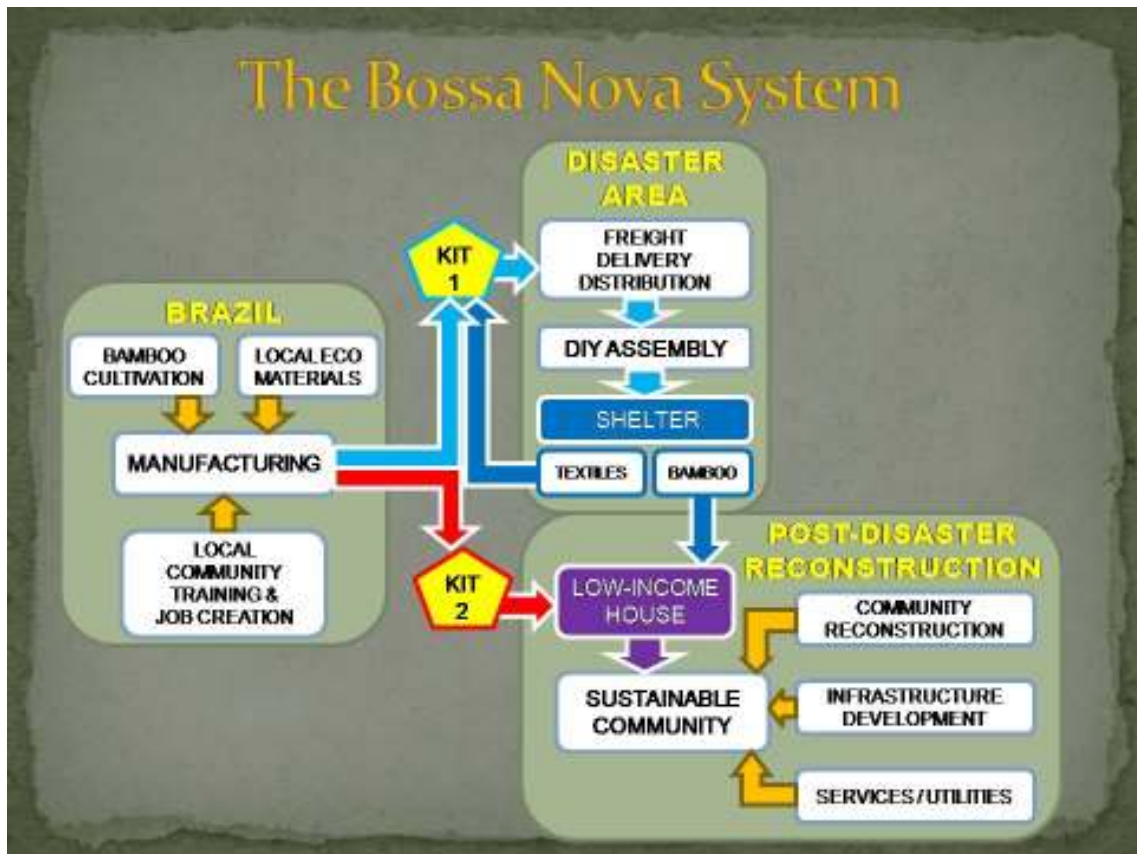 The Bossa Nova System
DISASTER
AREA
KIT
1
FREIGHT
DELIVERY
DISTRIBUTION
BRAZIL
BAMBOO
CULTIVATION
LOCAL ECO
MATERIALS
DIY ASSEMBLY
SHELTER
MANUFACTURING
TEXTILES
BAMBOO
LOCAL
COMMUNITY
TRAINING &
JOB CREATION
POST-DISASTER
RECONSTRUCTION
KIT
2
LOW-INCOME
HOUSE
COMMUNITY
RECONSTRUCTION
SUSTAINABLE
COMMUNITY
INFRASTRUCTURE
DEVELOPMENT
SERVICES / UTILITIES